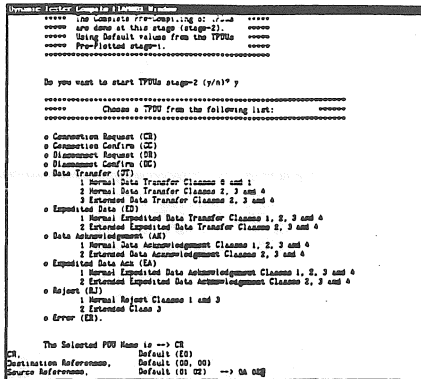 Dynamic Tester Compile Window
***** The Complete Pre-Compiling of TPDUs *****
***** are done at this stage (stage-2). *****
***** Using Default values from the TPDUs *****
***** Pre-Plotted stage-1. *****
Do you want to start TPDUs stage-2 (y/n)? y
***** Choose a TPDU from the following list: *****
o Connection Request (CR)
o Connection Confirm (CC)
o Disconnect Request (DR)
o Disconnect Confirm (DC)
o Data Transfer (DT)
1 Normal Data Transfer Classes 0 and 1
2 Normal Data Transfer Classes 2, 3 and 4
3 Extended Data Transfer Classes 2, 3 and 4
o Expedited Data (ED)
1 Normal Expedited Data Transfer Classes 1, 2, 3 and 4
2 Extended Expedited Data Transfer Classes 2, 3 and 4
o Data Acknowledgement (AK)
1 Normal Data Acknowledgement Classes 1, 2, 3 and 4
2 Extended Data Acknowledgement Classes 2, 3 and 4
o Expedited Data Ack (EA)
1 Normal Expedited Data Acknowledgement Classes 1, 2, 3 and 4
2 Extended Expedited Data Acknowledgement Classes 2, 3 and 4
o Reject (RJ)
1 Normal Reject Classes 1 and 3
2 Extended Class 3
o Error (ER).
The Selected PDU Name is --> CR
CR, Default (E0)
Destination References, Default (00, 00)
Source References, Default (01 02) --> 0A 02